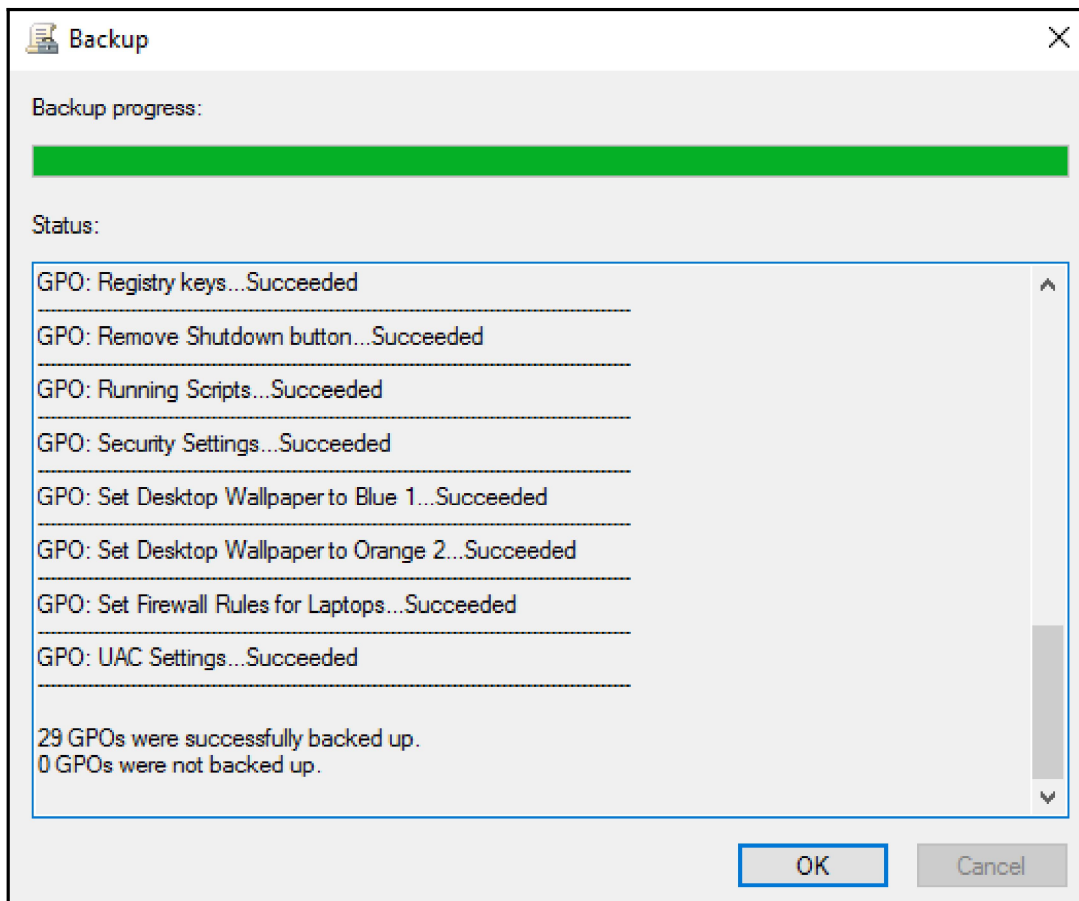 Backup
Backup progress:
Status:
GPO: Registry keys...Succeeded
GPO: Remove Shutdown button...Succeeded
GPO: Running Scripts...Succeeded
GPO: Security Settings...Succeeded
GPO: Set Desktop Wallpaper to Blue 1...Succeeded
GPO: Set Desktop Wallpaper to Orange 2...Succeeded
GPO: Set Firewall Rules for Laptops...Succeeded
GPO: UAC Settings...Succeeded
29 GPOs were successfully backed up.
0 GPOs were not backed up.
OK
Cancel